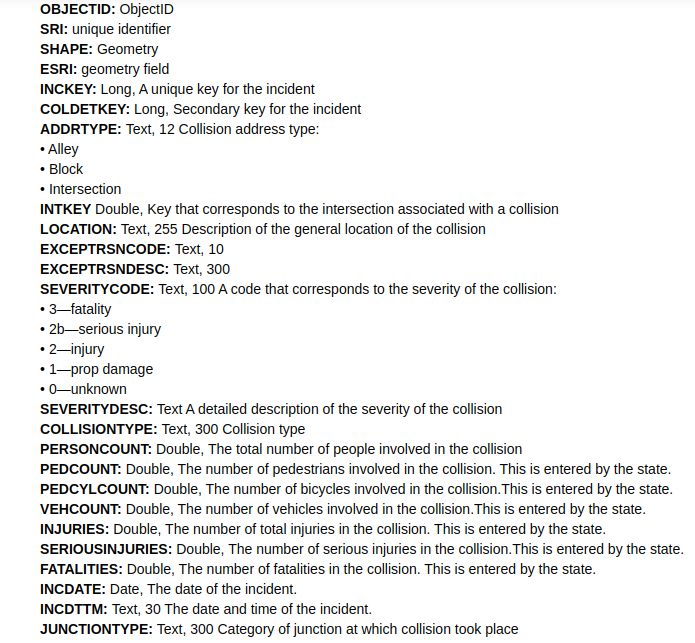 OBJECTID: ObjectID
SRI: unique identifier
SHAPE: Geometry
ESRI: geometry field
INCKEY: Long, A unique key for the incident
COLDETKEY: Long, Secondary key for the incident
ADDRTYPE: Text, 12 Collision address type:
• Alley
• Block
• Intersection
INTKEY Double, Key that corresponds to the intersection associated with a collision
LOCATION: Text, 255 Description of the general location of the collision
EXCEPTRSNCODE: Text, 10
EXCEPTRSNDESC: Text, 300
SEVERITYCODE: Text, 100 A code that corresponds to the severity of the collision:
• 3—fatality
• 2b—serious injury
• 2—injury
• 1—prop damage
• 0—unknown
SEVERITYDESC: Text A detailed description of the severity of the collision
COLLISIONTYPE: Text, 300 Collision type
PERSONCOUNT: Double, The total number of people involved in the collision
PEDCOUNT: Double, The number of pedestrians involved in the collision. This is entered by the state.
PEDCYLCOUNT: Double, The number of bicycles involved in the collision.This is entered by the state.
VEHCOUNT: Double, The number of vehicles involved in the collision.This is entered by the state.
INJURIES: Double, The number of total injuries in the collision. This is entered by the state.
SERIOUSINJURIES: Double, The number of serious injuries in the collision.This is entered by the state.
FATALITIES: Double, The number of fatalities in the collision. This is entered by the state.
INCDATE: Date, The date of the incident.
INCDTTM: Text, 30 The date and time of the incident.
JUNCTIONTYPE: Text, 300 Category of junction at which collision took place